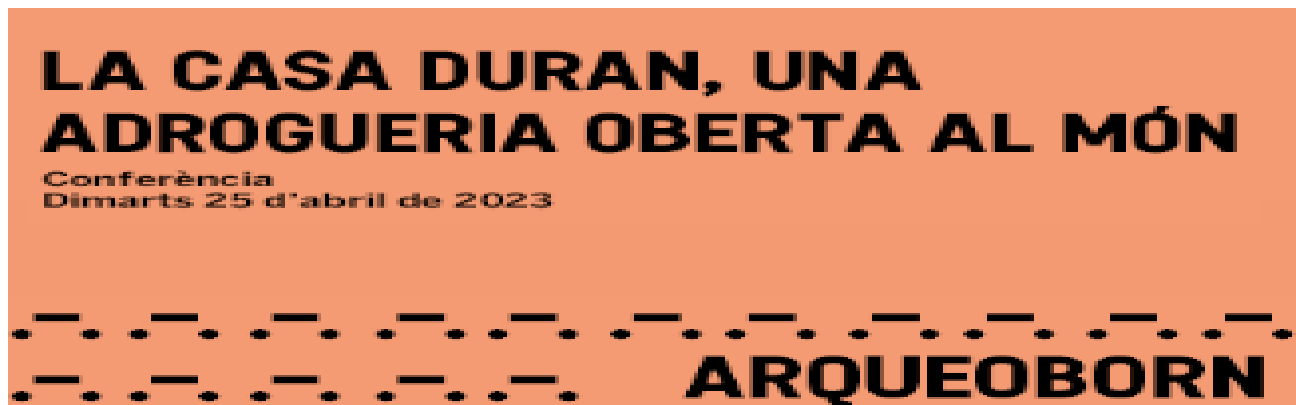 LA CASA DURAN, UNA
ADROGUERIA OBERTA AL MÓN
Conferència
Dimarts 25 d'abril de 2023
ARQUEOBORN